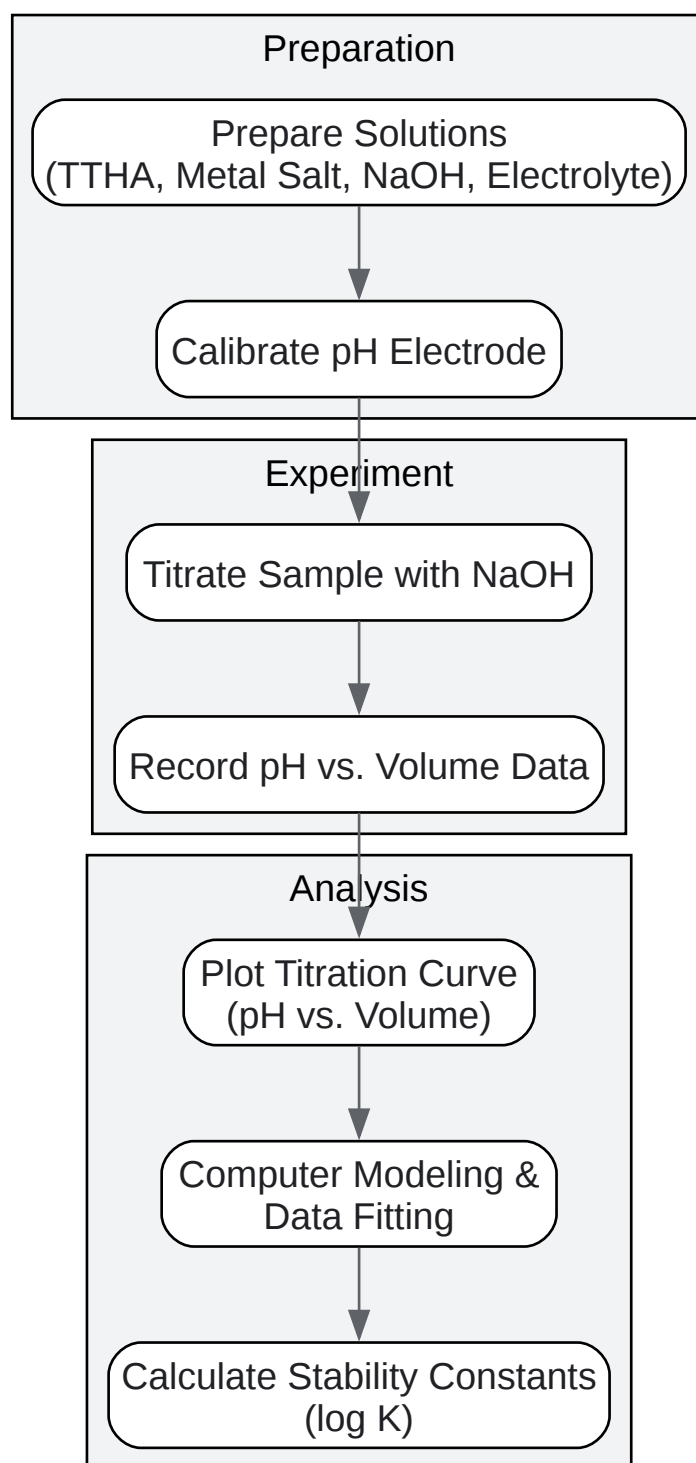 Preparation
Prepare Solutions
(TTHA, Metal Salt, NaOH, Electrolyte)
Calibrate pH Electrode
Experiment
Titrate Sample with NaOH
Record pH vs. Volume Data
Analysis
Plot Titration Curve
(pH vs. Volume)
Computer Modeling &
Data Fitting
Calculate Stability Constants
(log K)